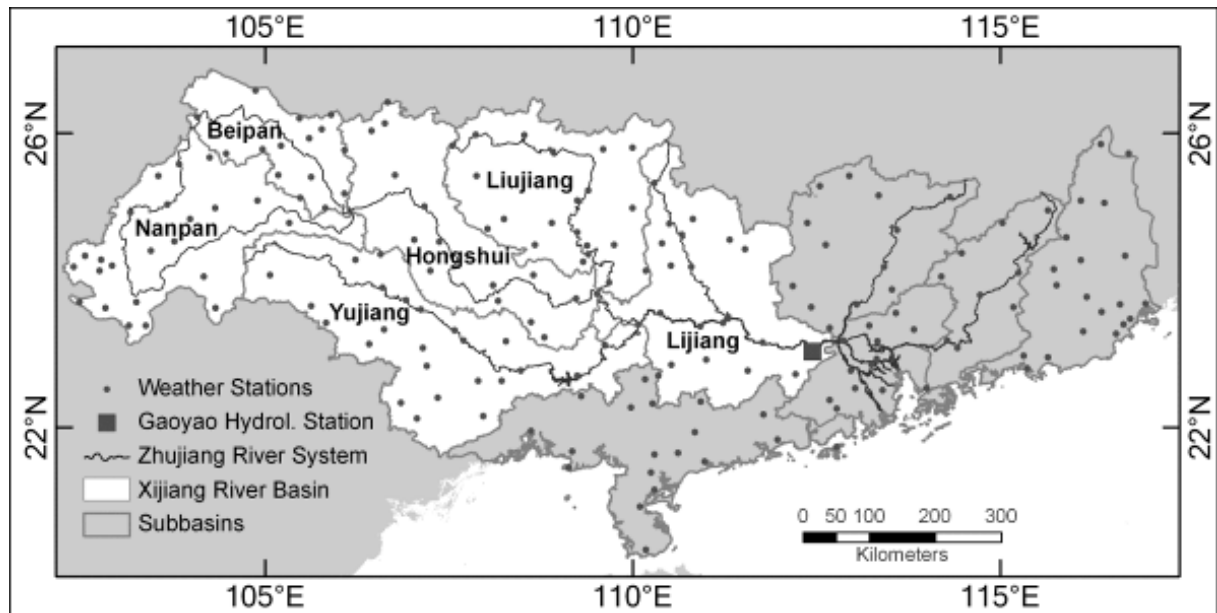 105°E 110°E 115°E
26°N 26°N
Beipan
Liujiang
Nanpan
Hongshui
Yujiang
Lijiang
22°N 22°N
Weather Stations
Gaoyao Hydrol. Station
Zhujiang River System
Xijiang River Basin
Subbasins
0 50 100 200 300
Kilometers
105°E 110°E 115°E